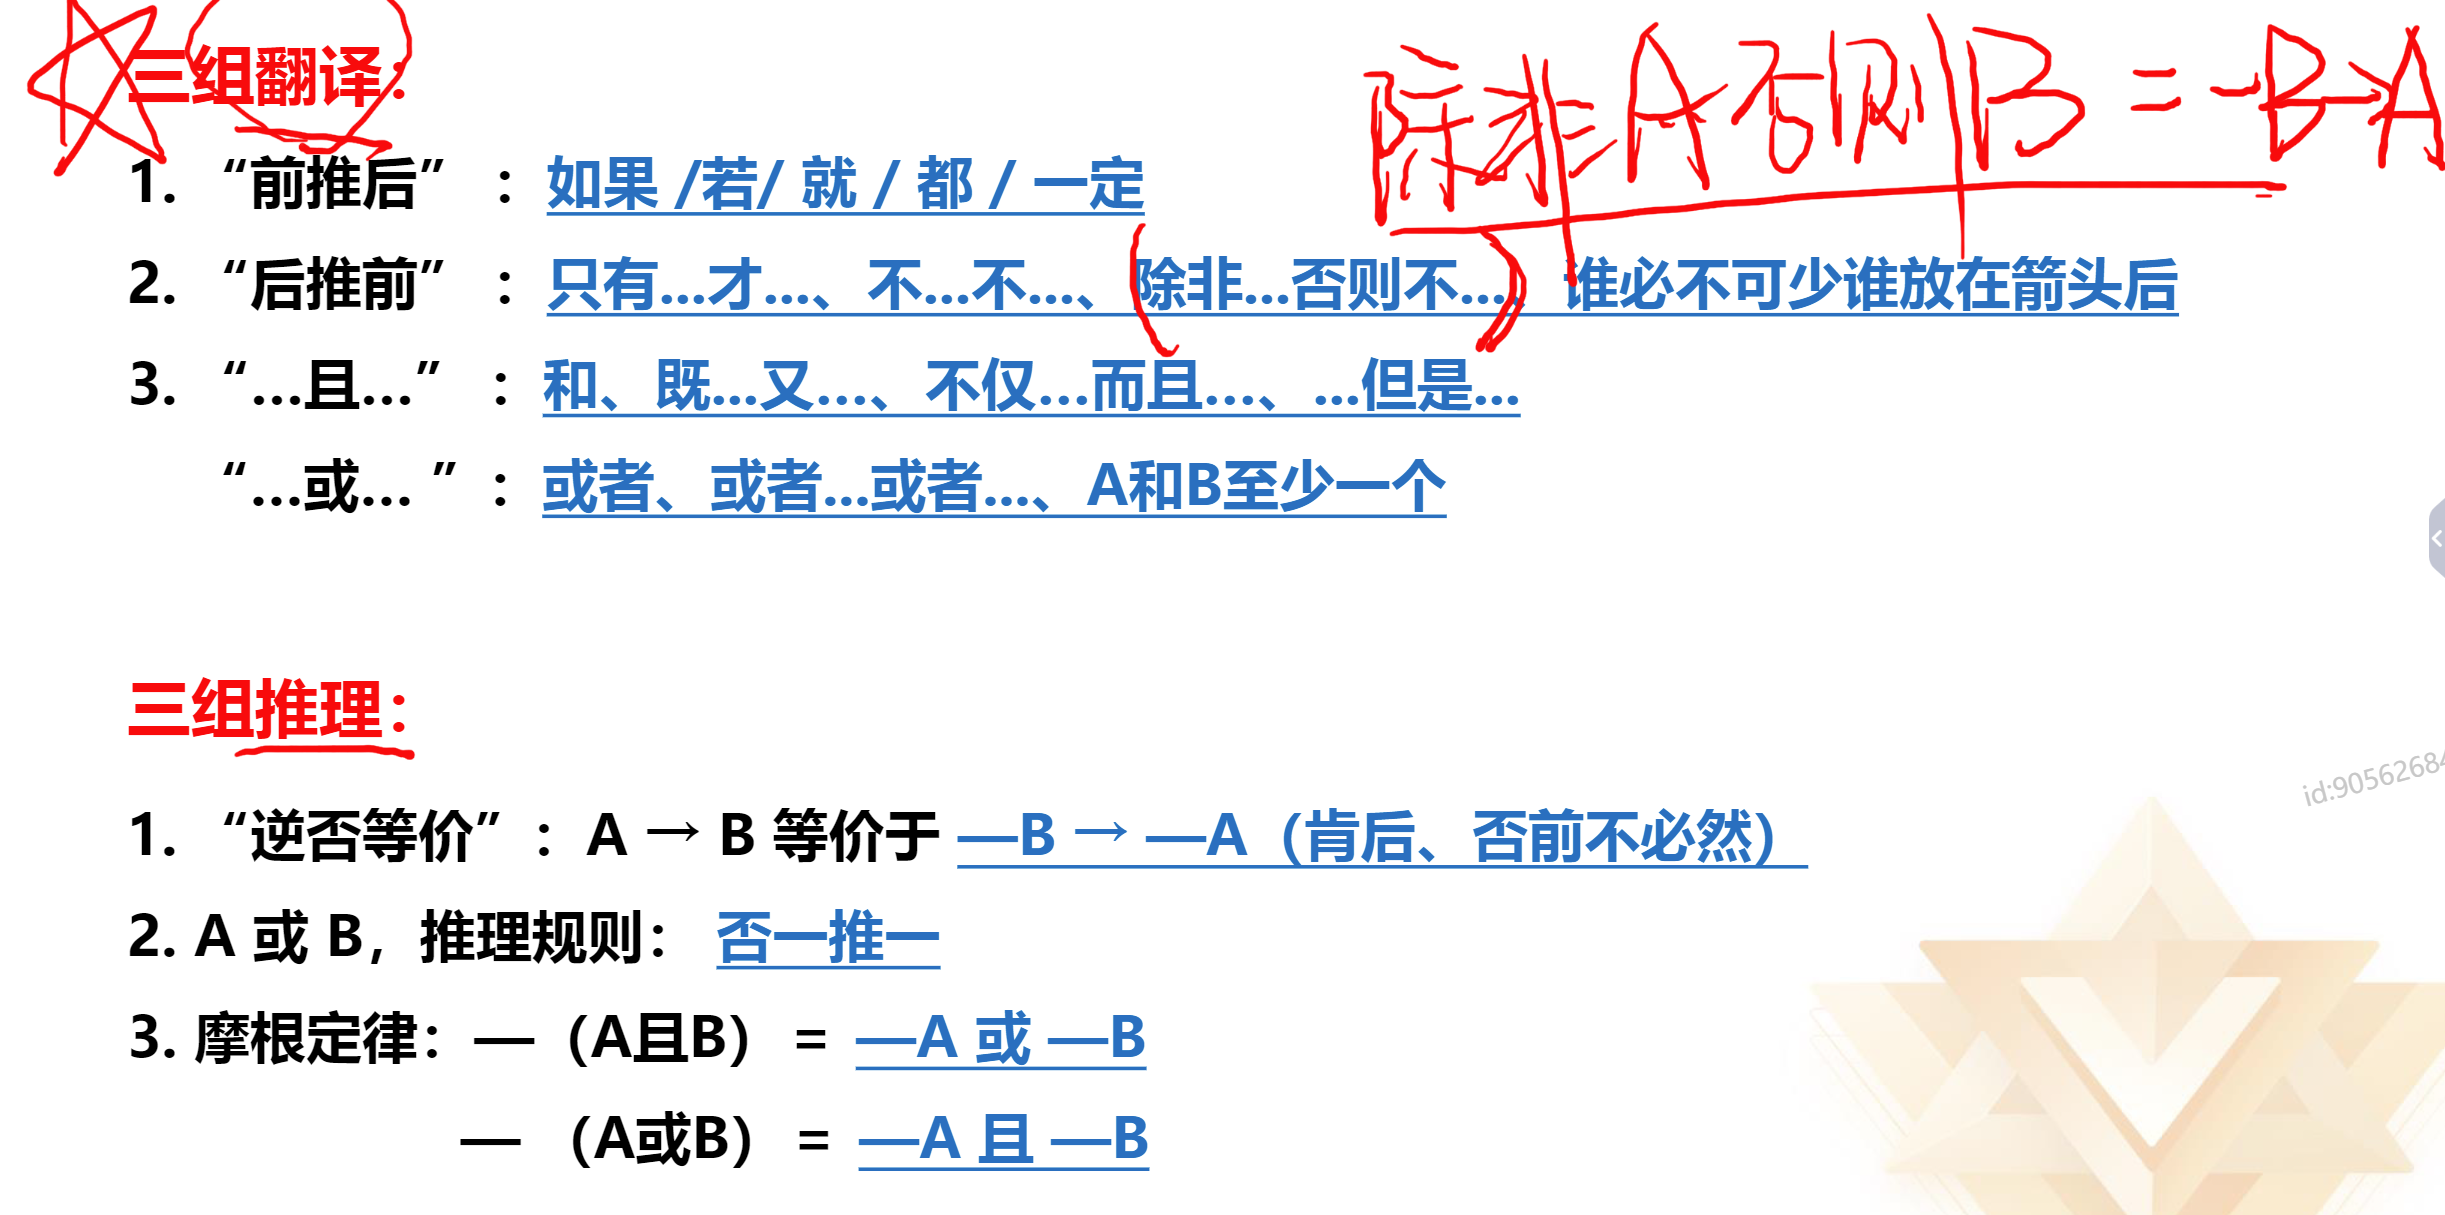 三组翻译：
除非A否则B = -B→A
1. “前推后” ：如果 /若/ 就 / 都 / 一定
2. “后推前” ：只有...才...、不...不...、除非...否则不...、谁必不可少谁放在箭头后
3. “...且...” ：和、既...又...、不仅...而且...、...但是...
“...或... ”：或者、或者...或者...、A和B至少一个
三组推理：
id:90562684
1. “逆否等价”：A → B 等价于 —B → —A（肯后、否前不必然）
2. A 或 B，推理规则： 否一推一
3. 摩根定律：—（A且B） = —A 或 —B
— （A或B） = —A 且 —B